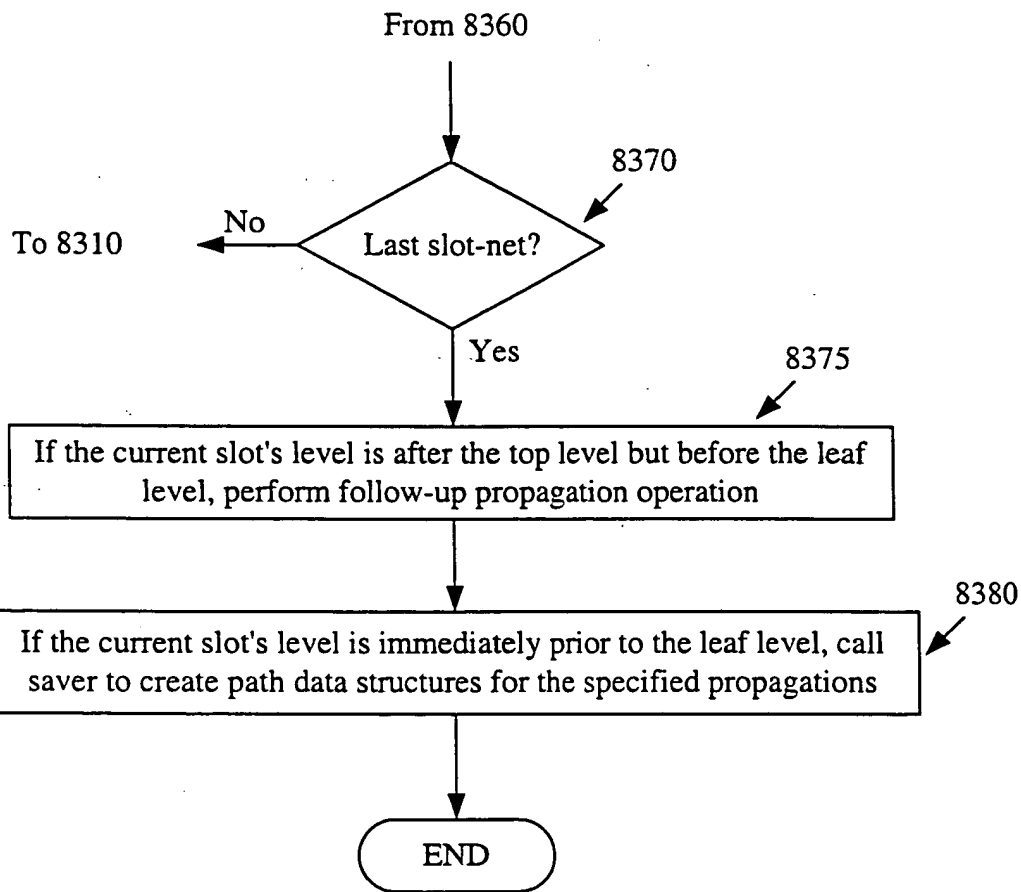 From 8360
8370
No
To 8310
Last slot-net?
Yes
8375
If the current slot's level is after the top level but before the leaf
level, perform follow-up propagation operation
8380
If the current slot's level is immediately prior to the leaf level, call
saver to create path data structures for the specified propagations
END